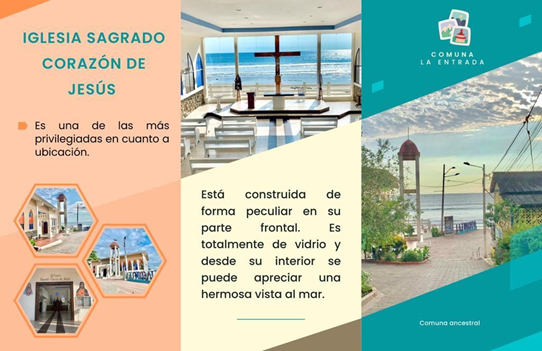 IGLESIA SAGRADO
CORAZÓN DE
JESÚS
Es una de las más
privilegiadas en cuanto a
ubicación.
Está construida de
forma peculiar en su
parte frontal. Es
totalmente de vidrio y
desde su interior se
puede apreciar una
hermosa vista al mar.
COMUNA
LA ENTRADA
Comuna ancestral